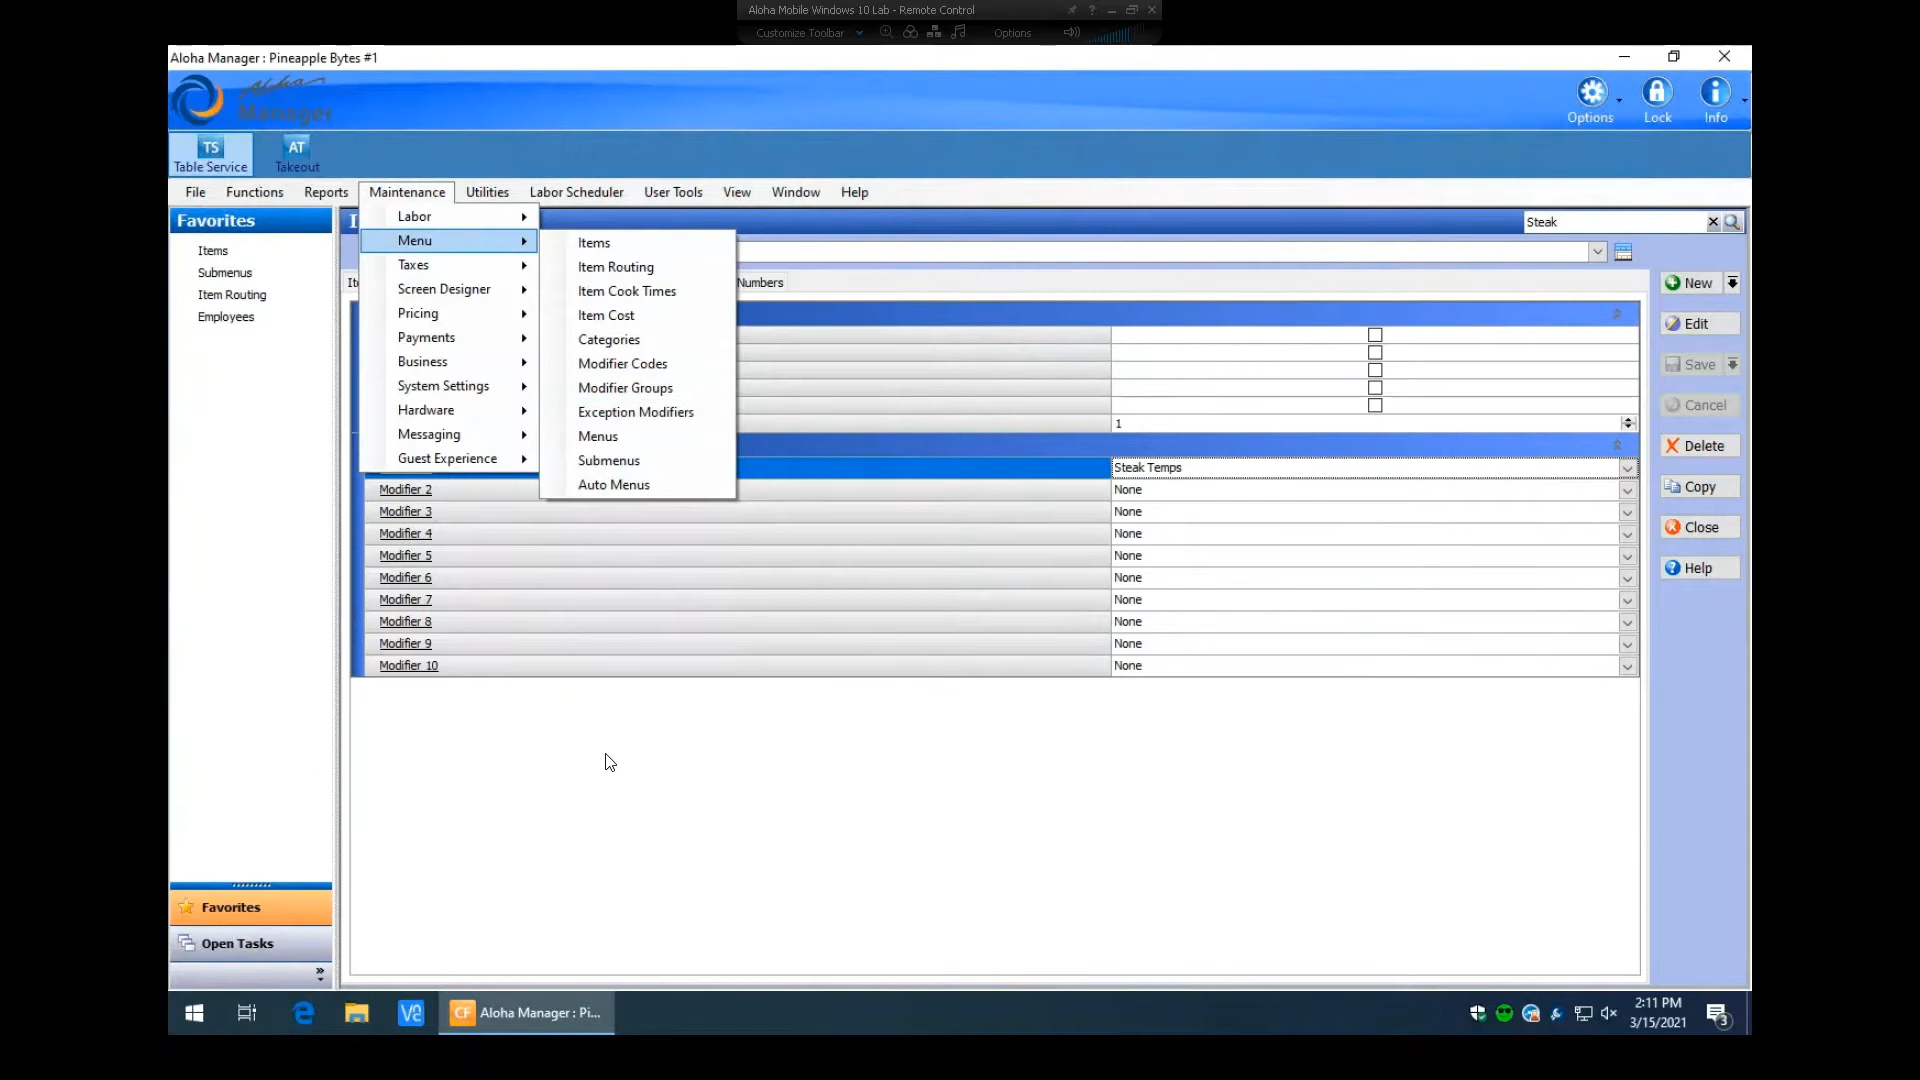 Aloha Mobile Windows 10 Lab - Remote Control
Customize Toolbar
Options
Aloha Manager : Pineapple Bytes #1
Aloha
Manager
Options
Lock
Info
TS
Table Service
AT
Takeout
File
Functions
Reports
Maintenance
Utilities
Labor Scheduler
User Tools
View
Window
Help
Favorites
Items
Submenus
Item Routing
Employees
Labor
Menu
Taxes
Screen Designer
Pricing
Payments
Business
System Settings
Hardware
Messaging
Guest Experience
Items
Item Routing
Item Cook Times
Item Cost
Categories
Modifier Codes
Modifier Groups
Exception Modifiers
Menus
Submenus
Auto Menus
Steak
Numbers
1
Steak Temps
Modifier 2 None
Modifier 3 None
Modifier 4 None
Modifier 5 None
Modifier 6 None
Modifier 7 None
Modifier 8 None
Modifier 9 None
Modifier 10 None
New
Edit
Save
Cancel
Delete
Copy
Close
Help
Favorites
Open Tasks
CF
Aloha Manager : Pi...
2:11 PM
3/15/2021
3